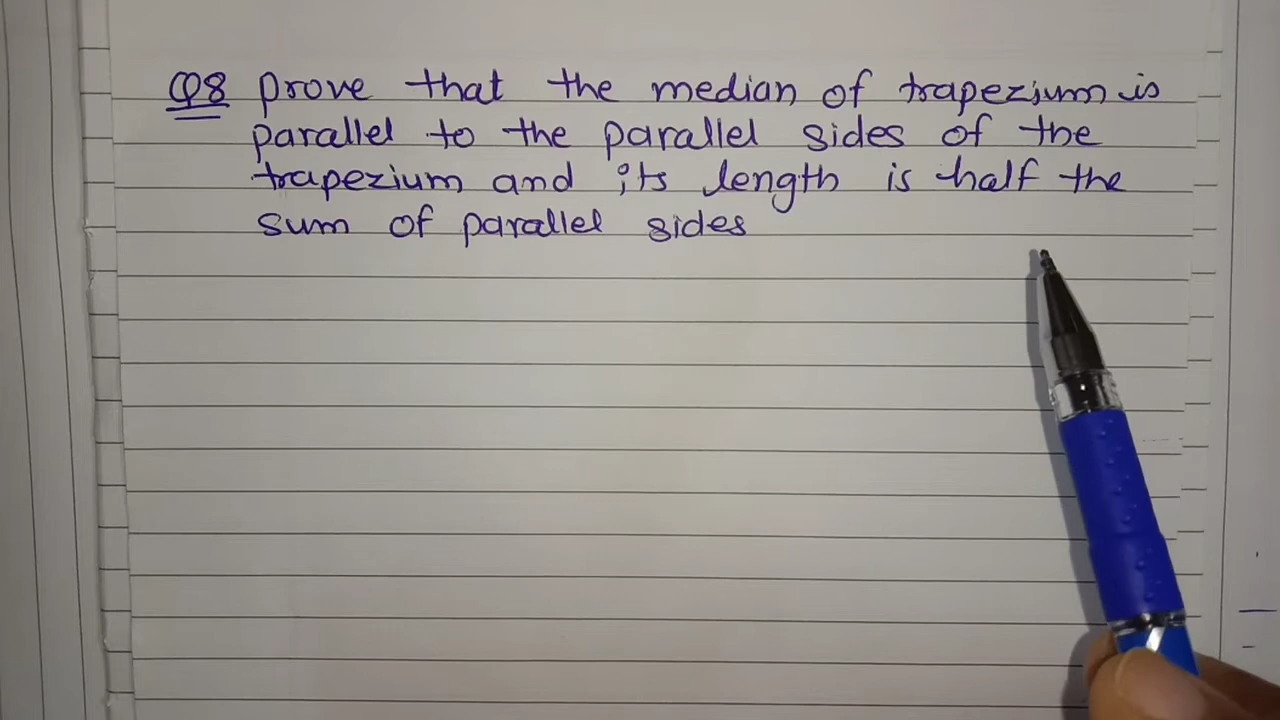 Q8 prove that the median of trapezium is
parallel to the parallel sides of the
trapezium and its length is half the
sum of parallel sides